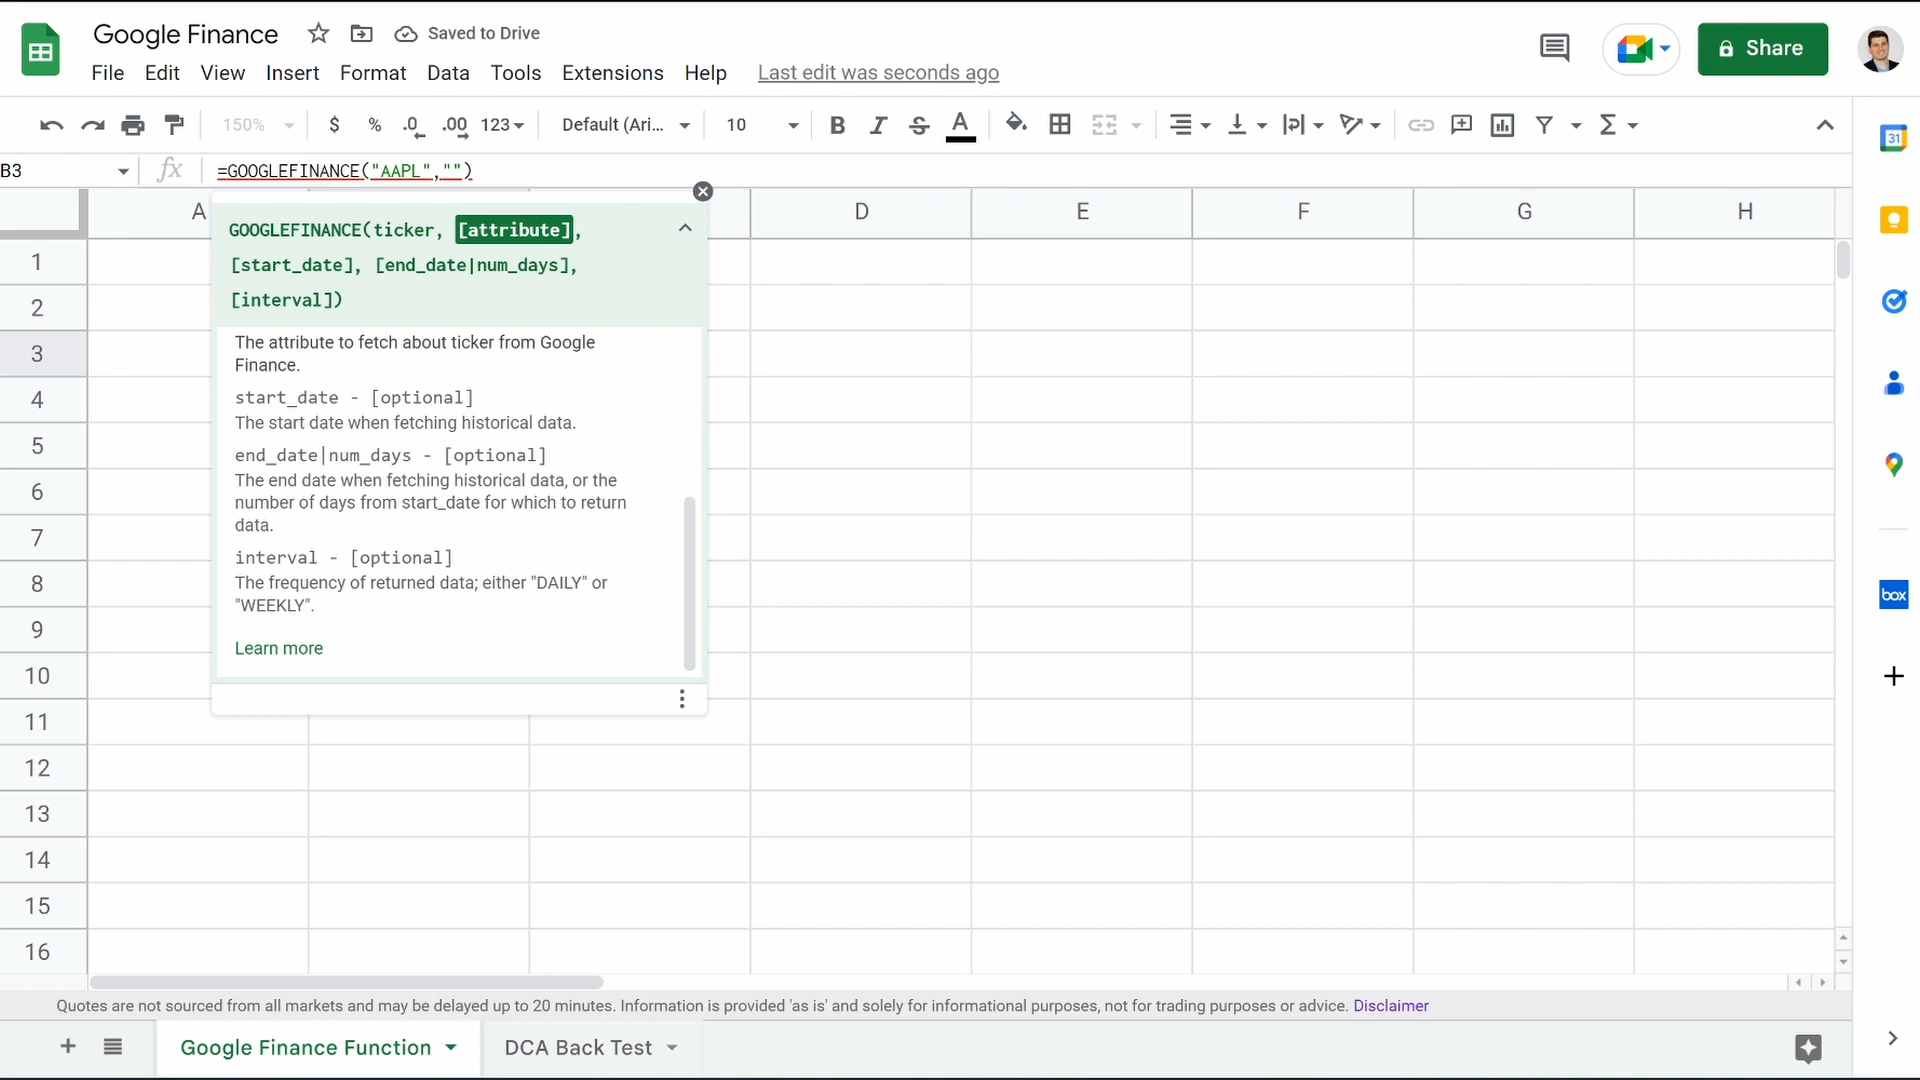 Google Finance
Saved to Drive
Share
File Edit View Insert Format Data Tools Extensions Help Last edit was seconds ago
150% $ % .0 .00 123 Default (Ari... 10 B I S A
31
B3 fx =GOOGLEFINANCE("AAPL","")
A D E F G H
GOOGLEFINANCE(ticker, [attribute],
[start_date], [end_date|num_days],
[interval])
The attribute to fetch about ticker from Google
Finance.
start_date - [optional]
The start date when fetching historical data.
end_date|num_days - [optional]
The end date when fetching historical data, or the
number of days from start_date for which to return
data.
interval - [optional]
The frequency of returned data; either "DAILY" or
"WEEKLY".
Learn more
1
2
3
4
5
6
7
8
9
10
11
12
13
14
15
16
box
Quotes are not sourced from all markets and may be delayed up to 20 minutes. Information is provided 'as is' and solely for informational purposes, not for trading purposes or advice. Disclaimer
Google Finance Function DCA Back Test